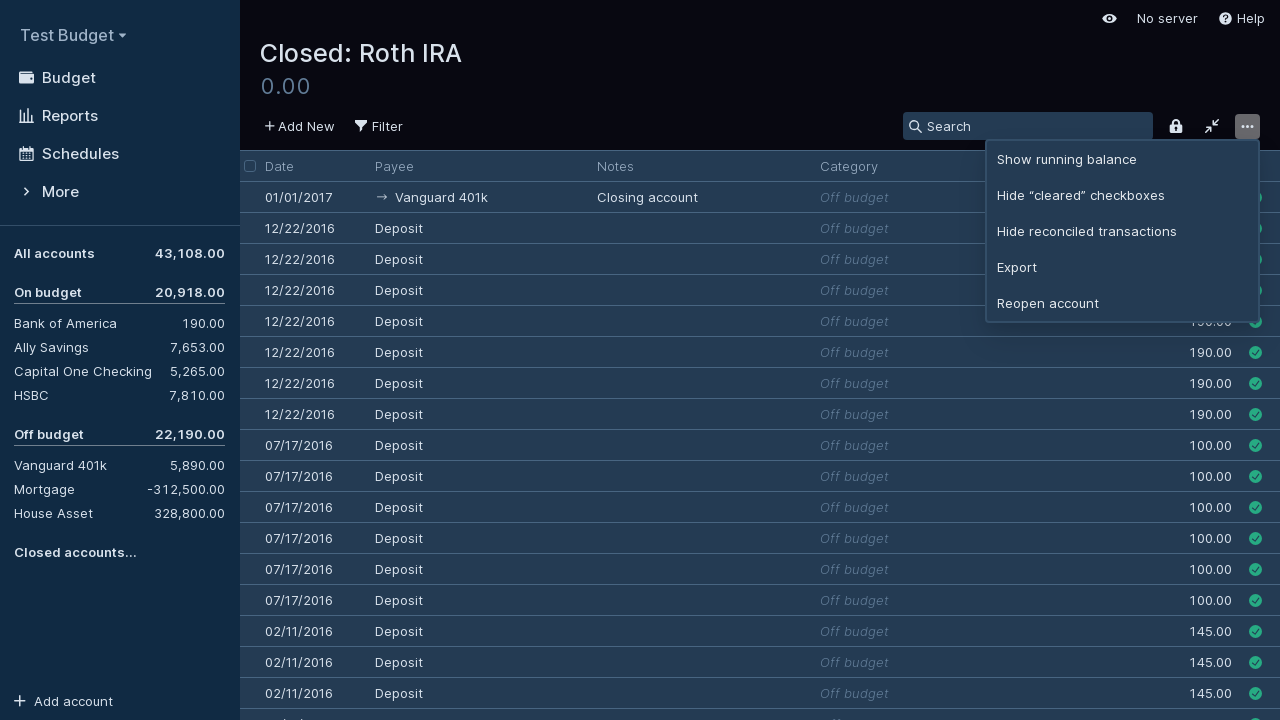 Test Budget
Budget
Reports
Schedules
More
All accounts 43,108.00
On budget 20,918.00
Bank of America 190.00
Ally Savings 7,653.00
Capital One Checking 5,265.00
HSBC 7,810.00
Off budget 22,190.00
Vanguard 401k 5,890.00
Mortgage -312,500.00
House Asset 328,800.00
Closed accounts...
Add account
No server Help
Closed: Roth IRA
0.00
Add New Filter Search
Date Payee Notes Category
01/01/2017 → Vanguard 401k Closing account Off budget
12/22/2016 Deposit Off budget
12/22/2016 Deposit Off budget
12/22/2016 Deposit Off budget
12/22/2016 Deposit Off budget 190.00
12/22/2016 Deposit Off budget 190.00
12/22/2016 Deposit Off budget 190.00
12/22/2016 Deposit Off budget 190.00
07/17/2016 Deposit Off budget 100.00
07/17/2016 Deposit Off budget 100.00
07/17/2016 Deposit Off budget 100.00
07/17/2016 Deposit Off budget 100.00
07/17/2016 Deposit Off budget 100.00
07/17/2016 Deposit Off budget 100.00
02/11/2016 Deposit Off budget 145.00
02/11/2016 Deposit Off budget 145.00
02/11/2016 Deposit Off budget 145.00
Show running balance
Hide “cleared” checkboxes
Hide reconciled transactions
Export
Reopen account